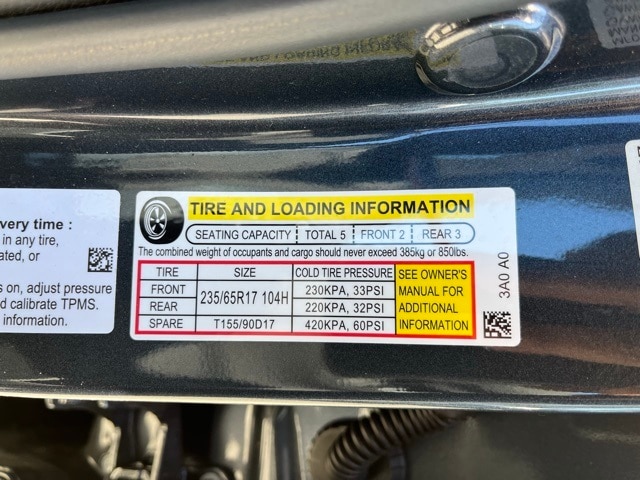 very time :
in any tire,
ated, or
s on, adjust pressure
d calibrate TPMS.
information.
TIRE AND LOADING INFORMATION
SEATING CAPACITY TOTAL 5 FRONT 2 REAR 3
The combined weight of occupants and cargo should never exceed 385kg or 850lbs.
TIRE SIZE COLD TIRE PRESSURE SEE OWNER'S
FRONT 235/65R17 104H 230KPA, 33PSI MANUAL FOR
REAR 220KPA, 32PSI ADDITIONAL
SPARE T155/90D17 420KPA, 60PSI INFORMATION
3A0 A0